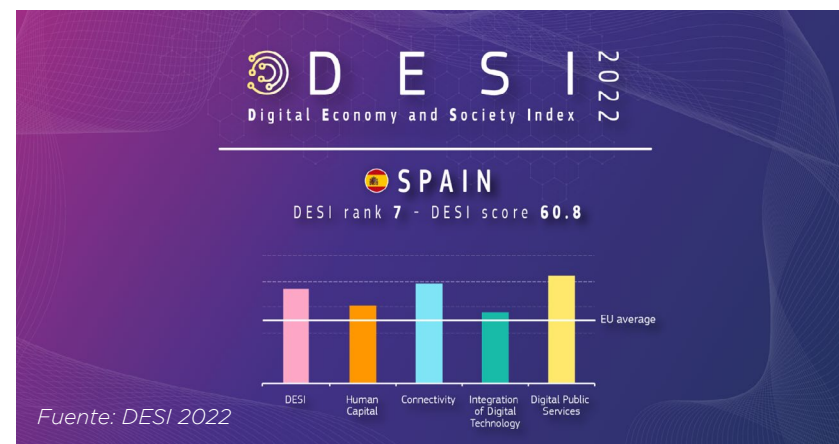 DESI 2022
Digital Economy and Society Index
SPAIN
DESI rank 7 - DESI score 60.8
EU average
DESI
Human
Capital
Connectivity
Integration
of Digital
Technology
Digital Public
Services
Fuente: DESI 2022